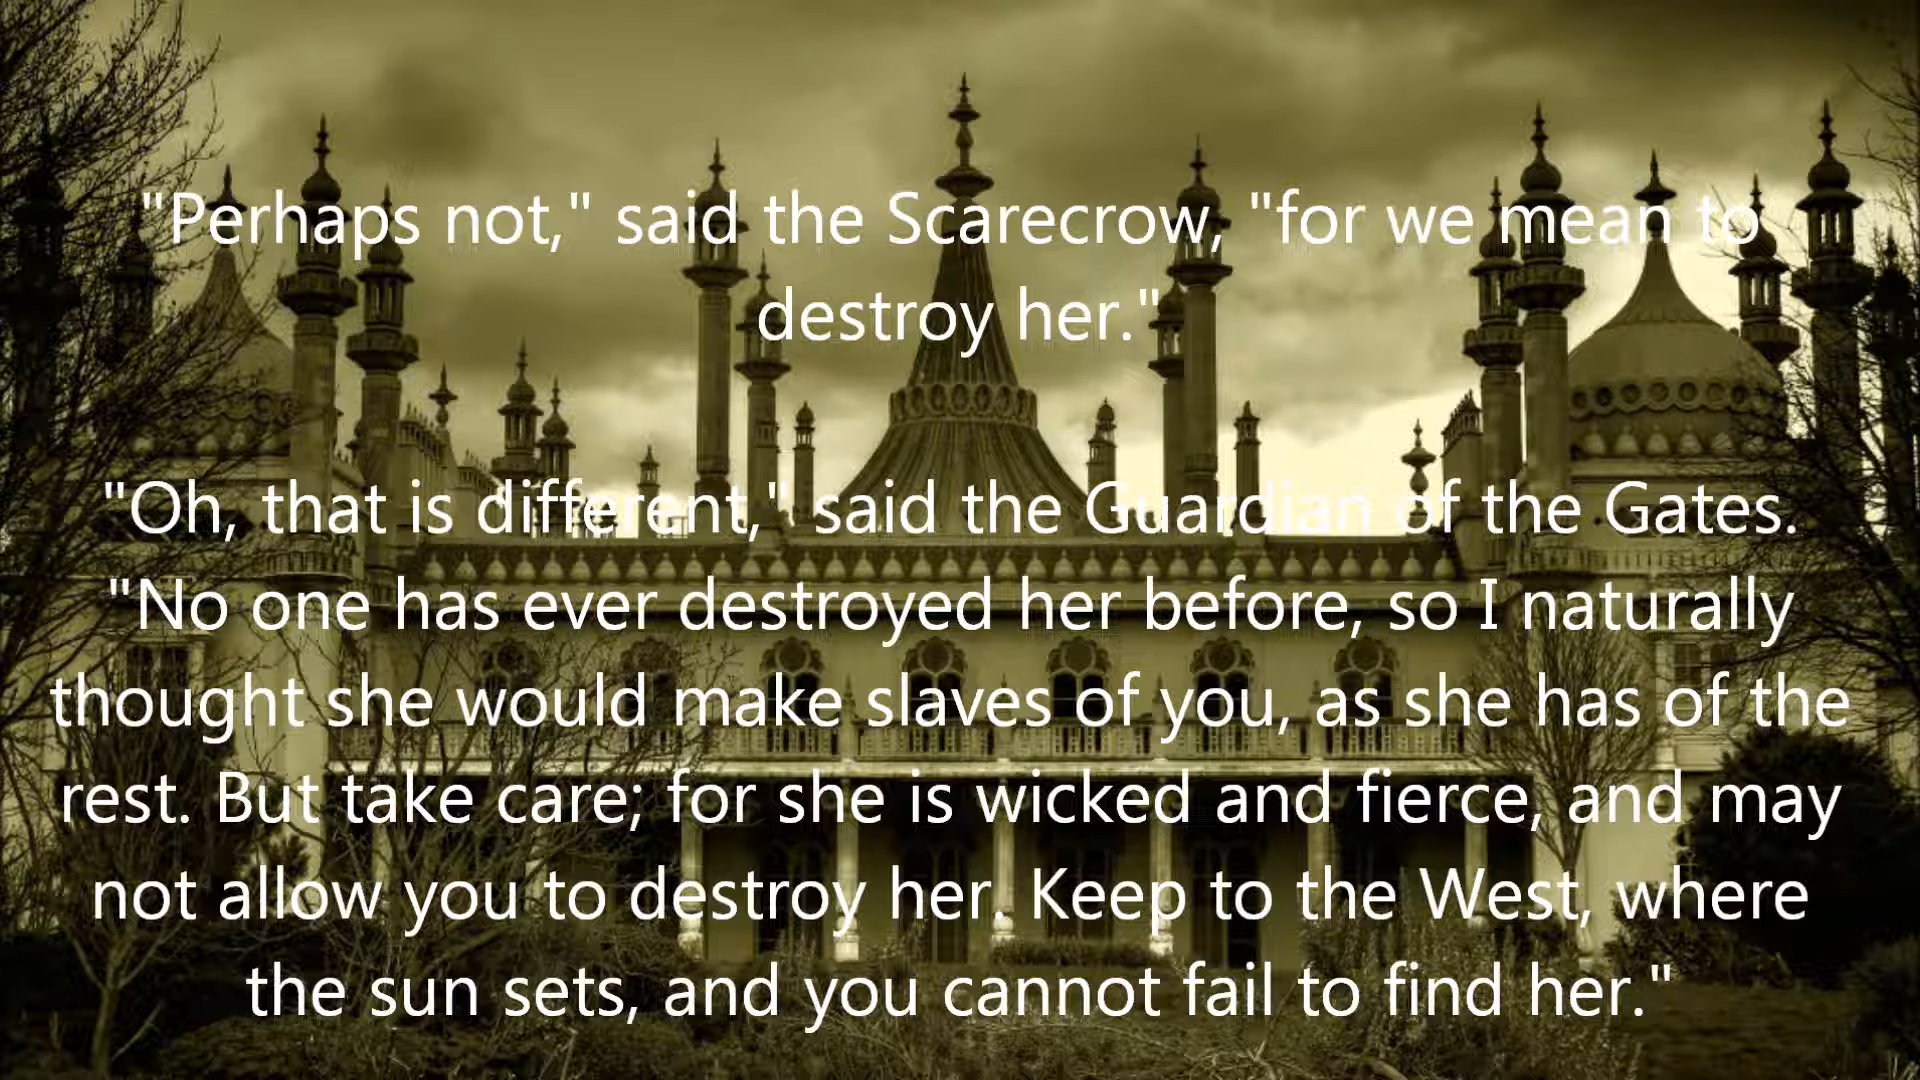 "Perhaps not," said the Scarecrow, "for we mean to
destroy her."
"Oh, that is different," said the Guardian of the Gates.
"No one has ever destroyed her before, so I naturally
thought she would make slaves of you, as she has of the
rest. But take care; for she is wicked and fierce, and may
not allow you to destroy her. Keep to the West, where
the sun sets, and you cannot fail to find her."